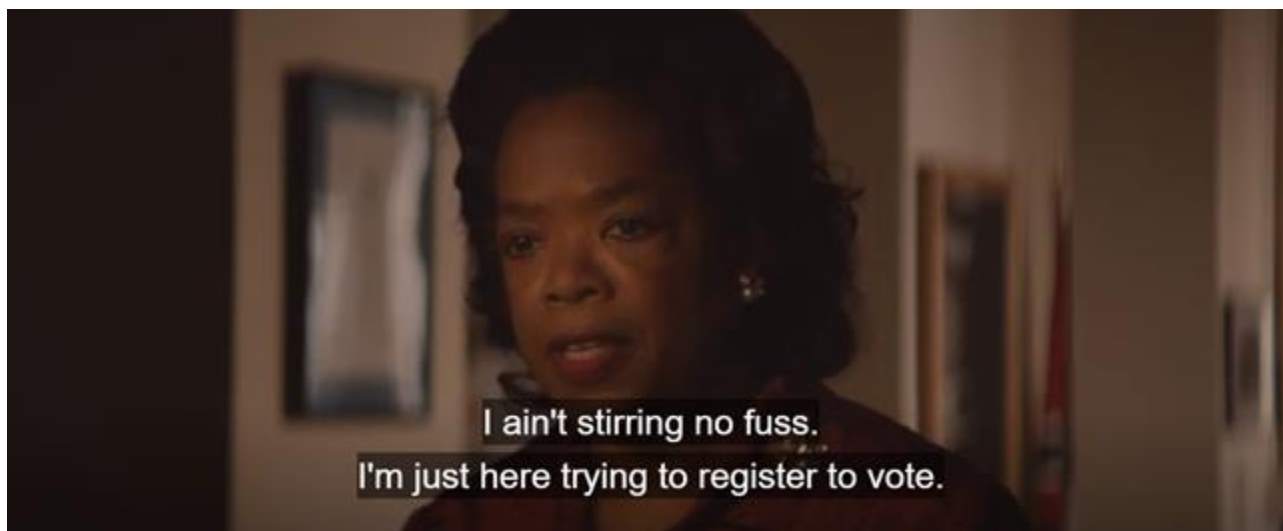 I ain't stirring no fuss.
I'm just here trying to register to vote.